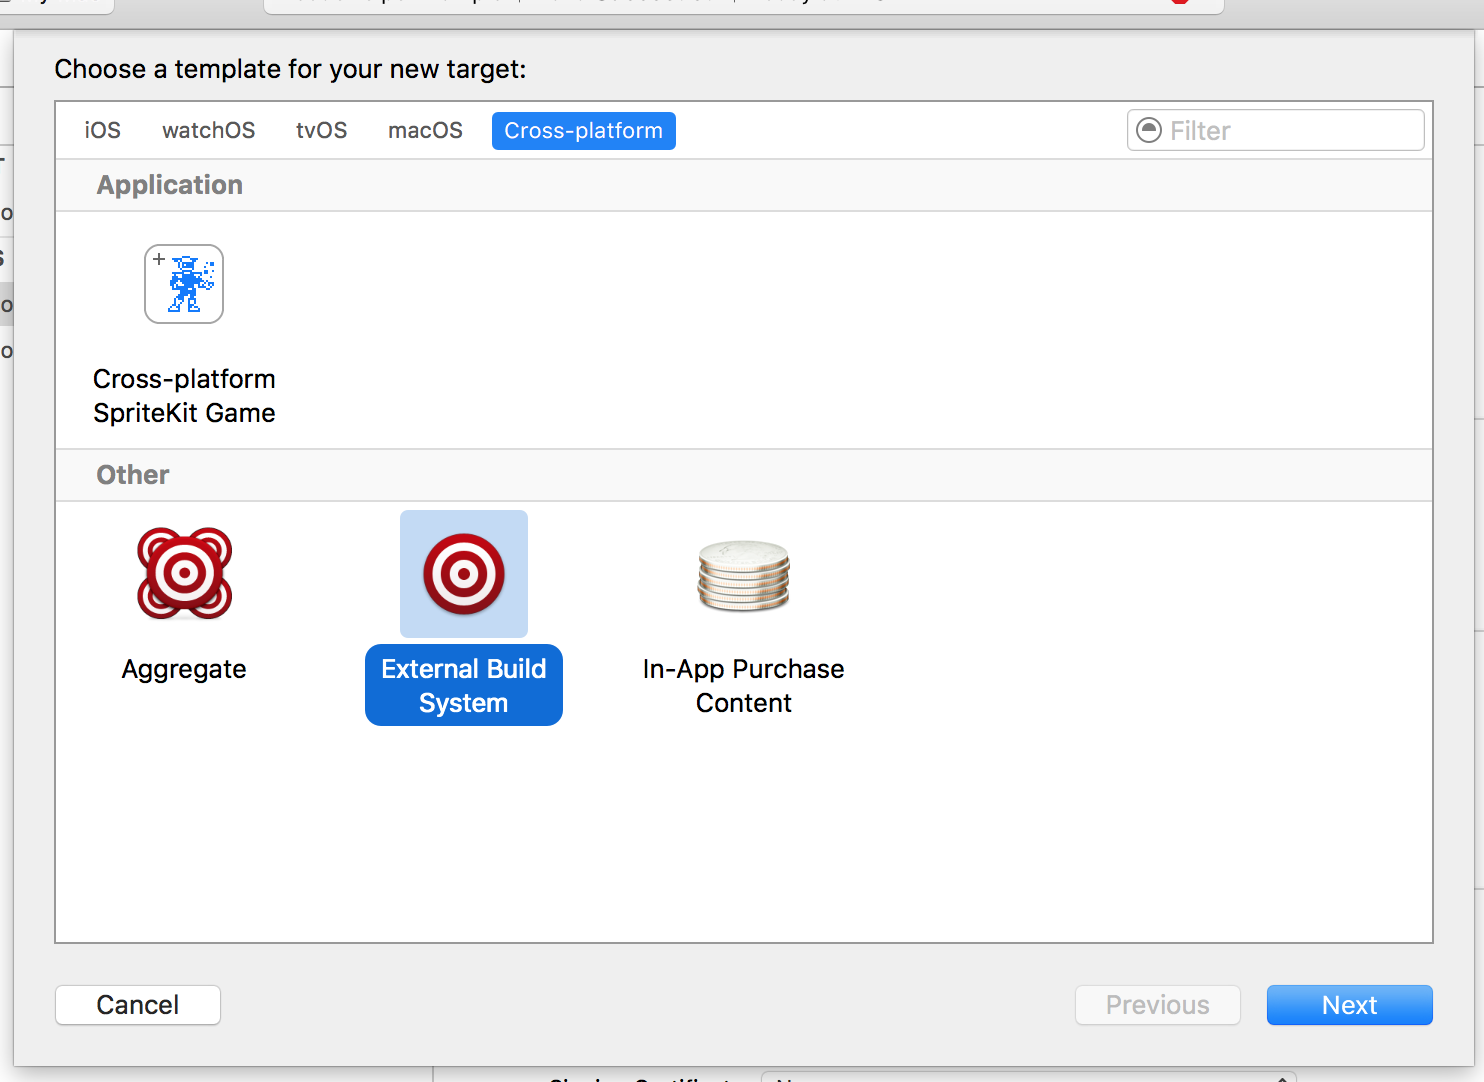 Choose a template for your new target:
iOS watchOS tvOS macOS Cross-platform Filter
Application
Cross-platform
SpriteKit Game
Other
Aggregate
External Build
System
In-App Purchase
Content
Cancel Previous Next